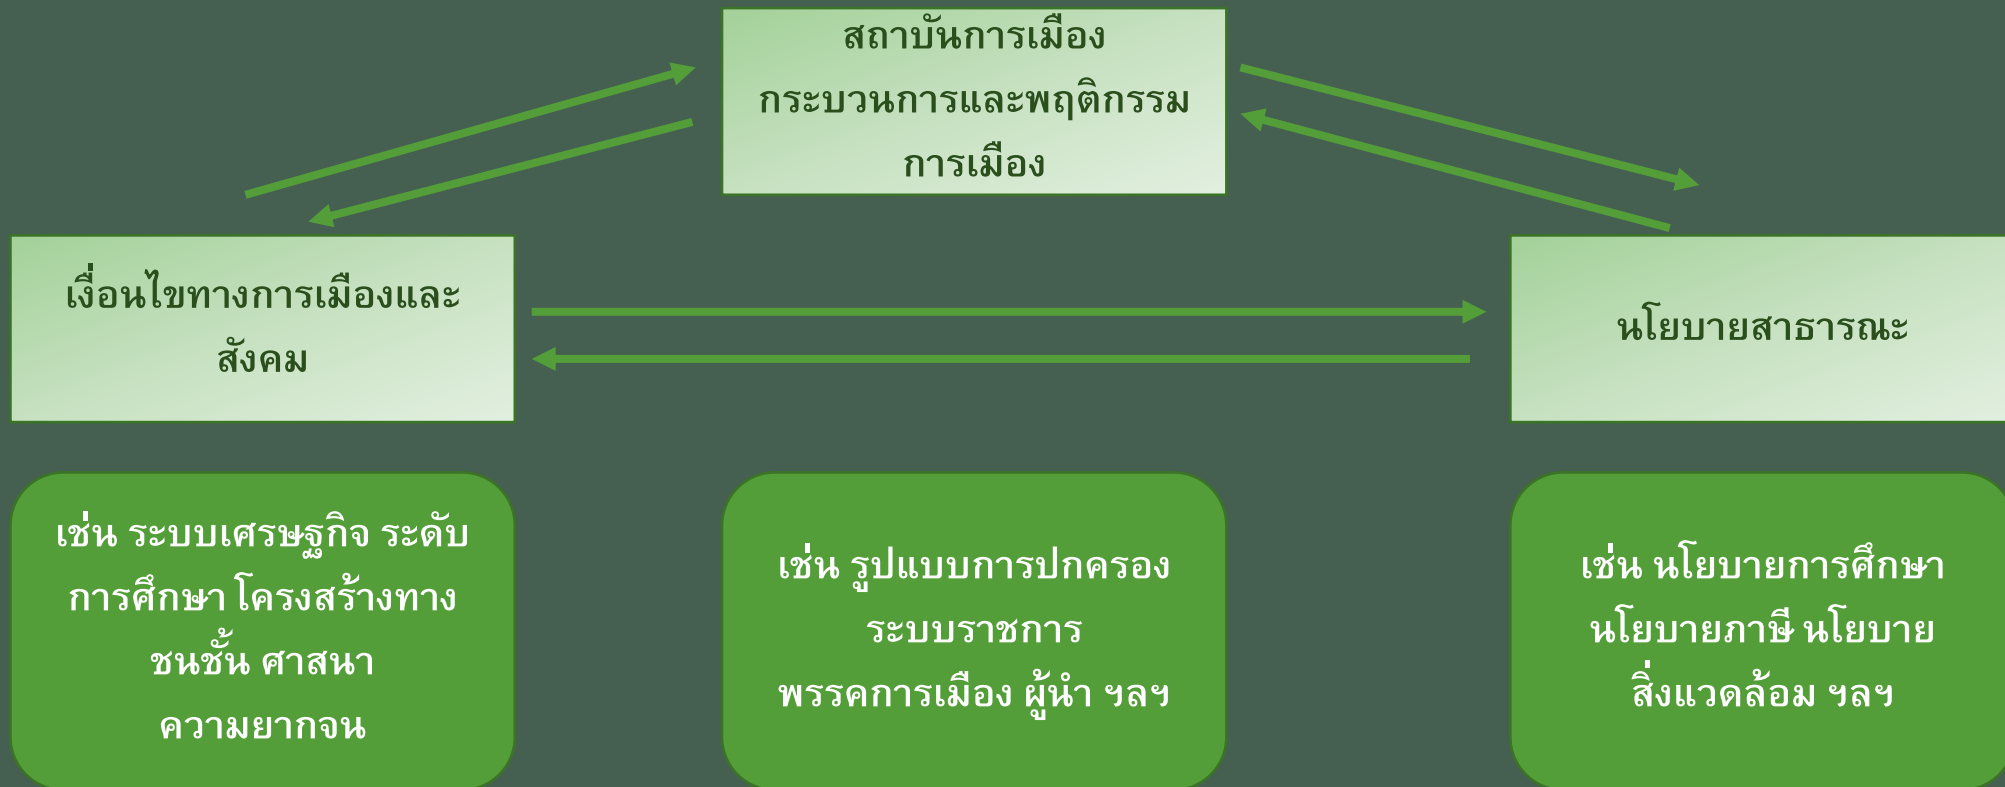 สถาบันการเมือง
กระบวนการและพฤติกรรม
การเมือง
เงื่อนไขทางการเมืองและ
สังคม
นโยบายสาธารณะ
เช่น ระบบเศรษฐกิจ ระดับ
การศึกษา โครงสร้างทาง
ชนชั้น ศาสนา
ความยากจน
เช่น รูปแบบการปกครอง
ระบบราชการ
พรรคการเมือง ผู้นำ ฯลฯ
เช่น นโยบายการศึกษา
นโยบายภาษี นโยบาย
สิ่งแวดล้อม ฯลฯ